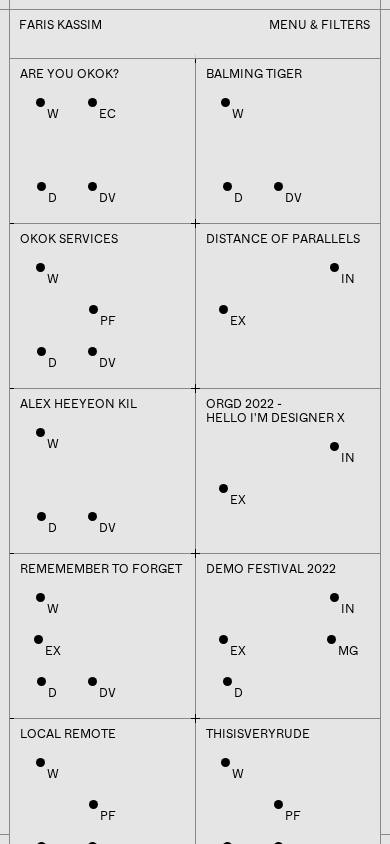 FARIS KASSIM
MENU & FILTERS
ARE YOU OKOK?
W
EC
D
DV
BALMING TIGER
W
D
DV
OKOK SERVICES
W
PF
D
DV
DISTANCE OF PARALLELS
IN
EX
ALEX HEEYEON KIL
W
D
DV
ORGD 2022 -
HELLO I'M DESIGNER X
IN
EX
REMEMEMBER TO FORGET
W
EX
D
DV
DEMO FESTIVAL 2022
IN
EX
MG
D
LOCAL REMOTE
W
PF
THISISVERYRUDE
W
PF